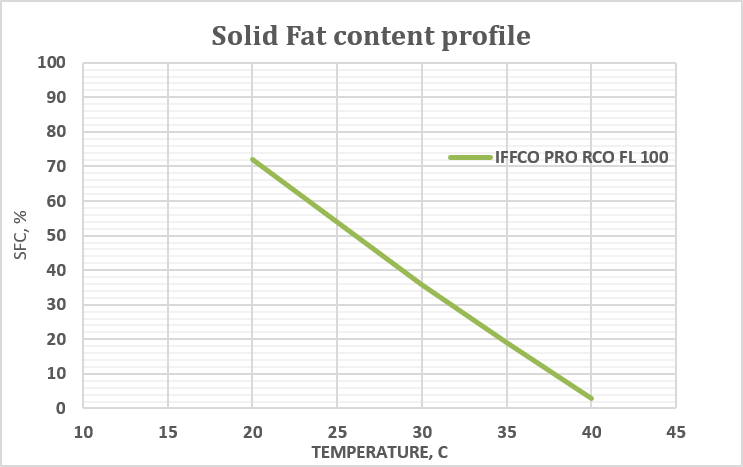 Solid Fat content profile
100
90
80
70
60
50
40
30
20
10
0
SFC, %
IFFCO PRO RCO FL 100
10 15 20 25 30 35 40 45
TEMPERATURE, C